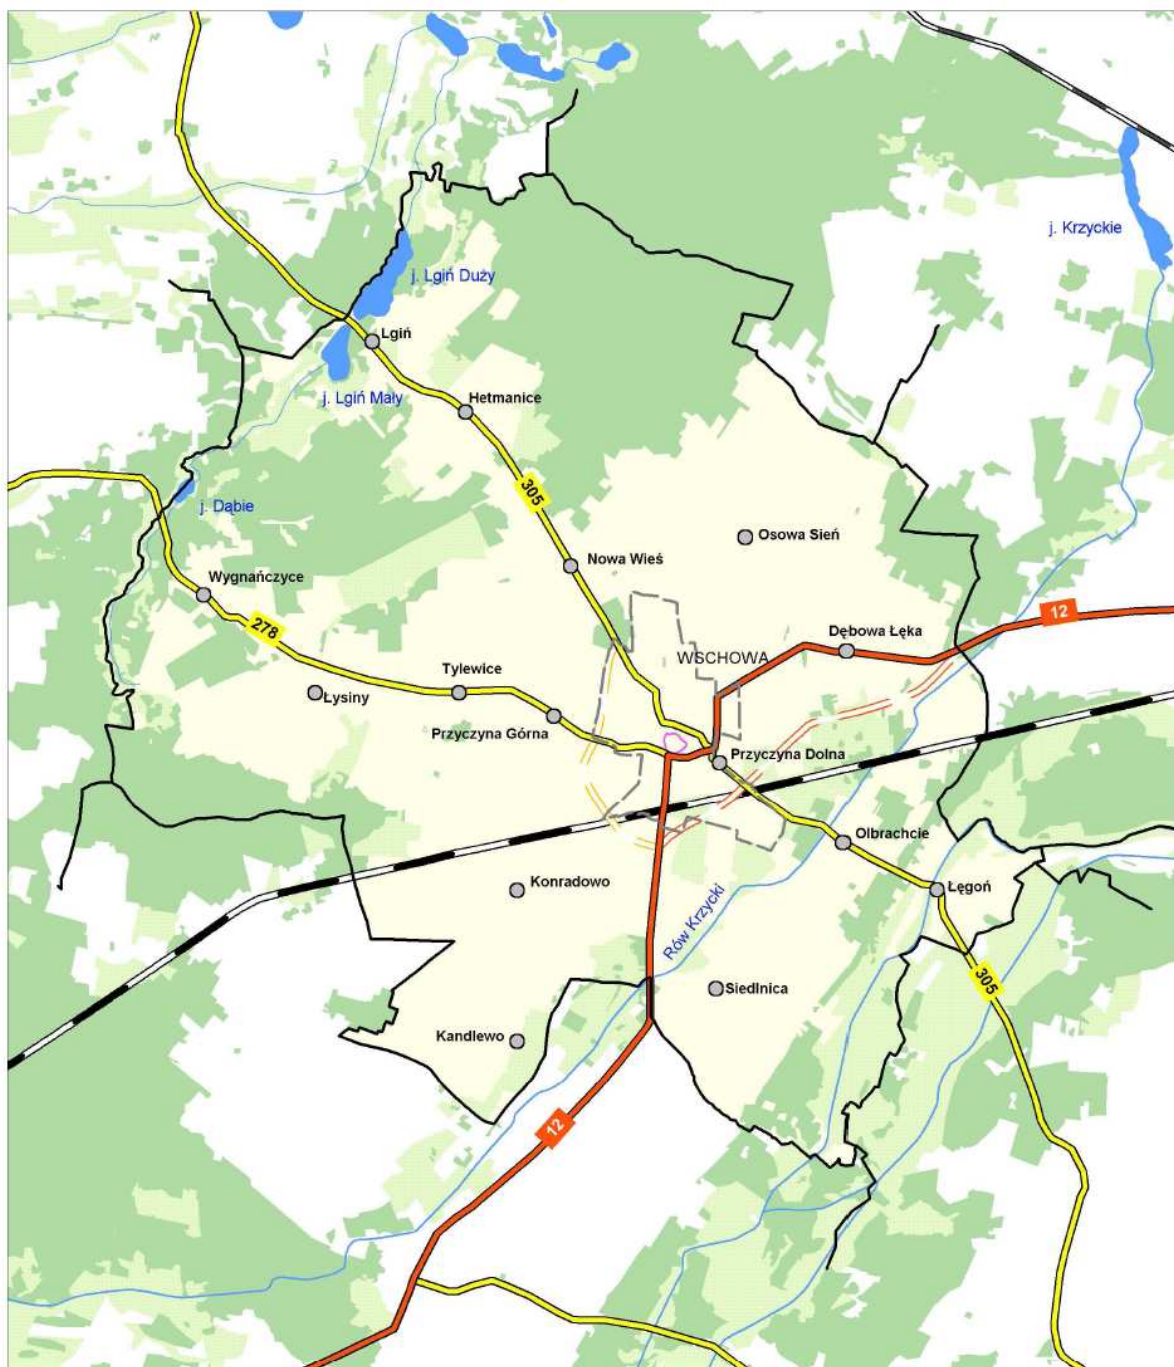 j. Krzyckie
j. Lgiń Duży
Lgiń
j. Lgiń Mały
Hetmanice
305
j. Dąbie
Osowa Sień
Nowa Wieś
Wygnańczyce
12
278
Dębowa Łęka
WSCHOWA
Tylewice
Łysiny
Przyczyna Górna
Przyczyna Dolna
Olbrachcie
Konradowo
Łęgoń
Rów Krzycki
305
Siedlnica
Kandlewo
12